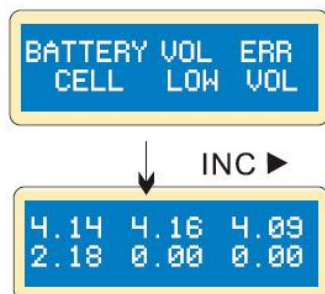 BATTERY VOL ERR
CELL LOW VOL
INC ►
4.14 4.16 4.09
2.18 0.00 0.00